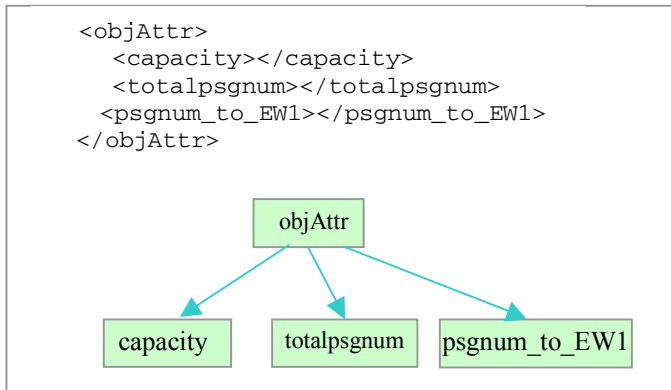 <objAttr>
<capacity></capacity>
<totalpsgnum></totalpsgnum>
<psgnum_to_EW1></psgnum_to_EW1>
</objAttr>
objAttr
capacity
totalpsgnum
psgnum_to_EW1